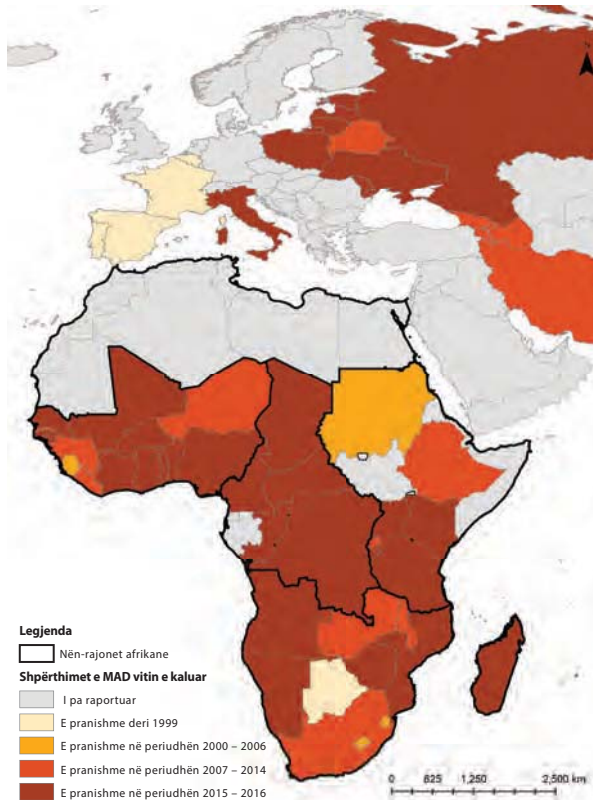 Legjenda
Nën-rajonet afrikane
Shpërthimet e MAD vitin e kaluar
I pa raportuar
E pranishme deri 1999
E pranishme në periudhën 2000 – 2006
E pranishme në periudhën 2007 – 2014
E pranishme në periudhën 2015 – 2016
0 625 1,250 2,500 km